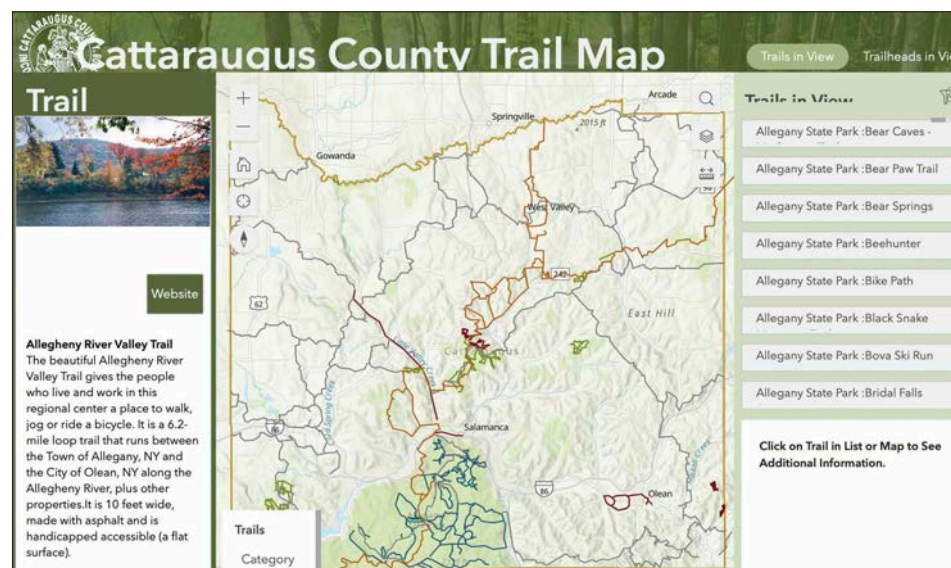 Cattaraugus County Trail Map
Trails in View
Trailheads in Vi
Trail
Website
Allegheny River Valley Trail
The beautiful Allegheny River
Valley Trail gives the people
who live and work in this
regional center a place to walk,
jog or ride a bicycle. It is a 6.2-
mile loop trail that runs between
the Town of Allegany, NY and
the City of Olean, NY along the
Allegheny River, plus other
properties.It is 10 feet wide,
made with asphalt and is
handicapped accessible (a flat
surface).
Arcade
Springville
2015 ft
Gowanda
West Valley
242
62
East Hill
Cattaraugus
Salamanca
86
86
Olean
Trails
Category
Trails in View
Allegany State Park :Bear Caves -
Allegany State Park :Bear Paw Trail
Allegany State Park :Bear Springs
Allegany State Park :Beehunter
Allegany State Park :Bike Path
Allegany State Park :Black Snake
Allegany State Park :Bova Ski Run
Allegany State Park :Bridal Falls
Click on Trail in List or Map to See
Additional Information.